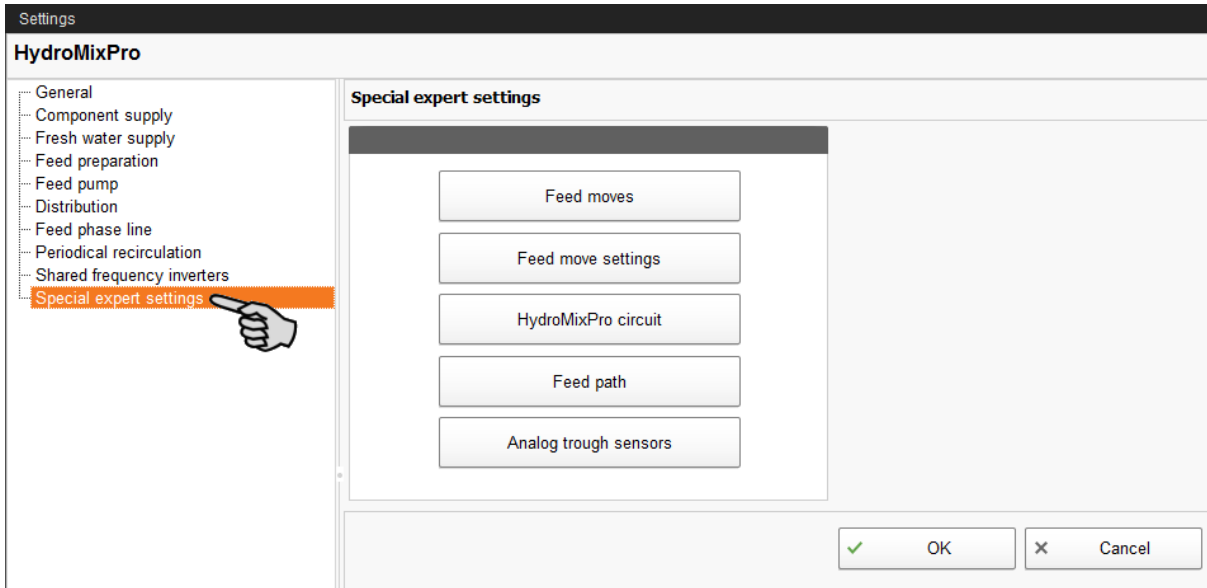 Settings
HydroMixPro
General
Component supply
Fresh water supply
Feed preparation
Feed pump
Distribution
Feed phase line
Periodical recirculation
Shared frequency inverters
Special expert settings
Special expert settings
Feed moves
Feed move settings
HydroMixPro circuit
Feed path
Analog trough sensors
OK
Cancel